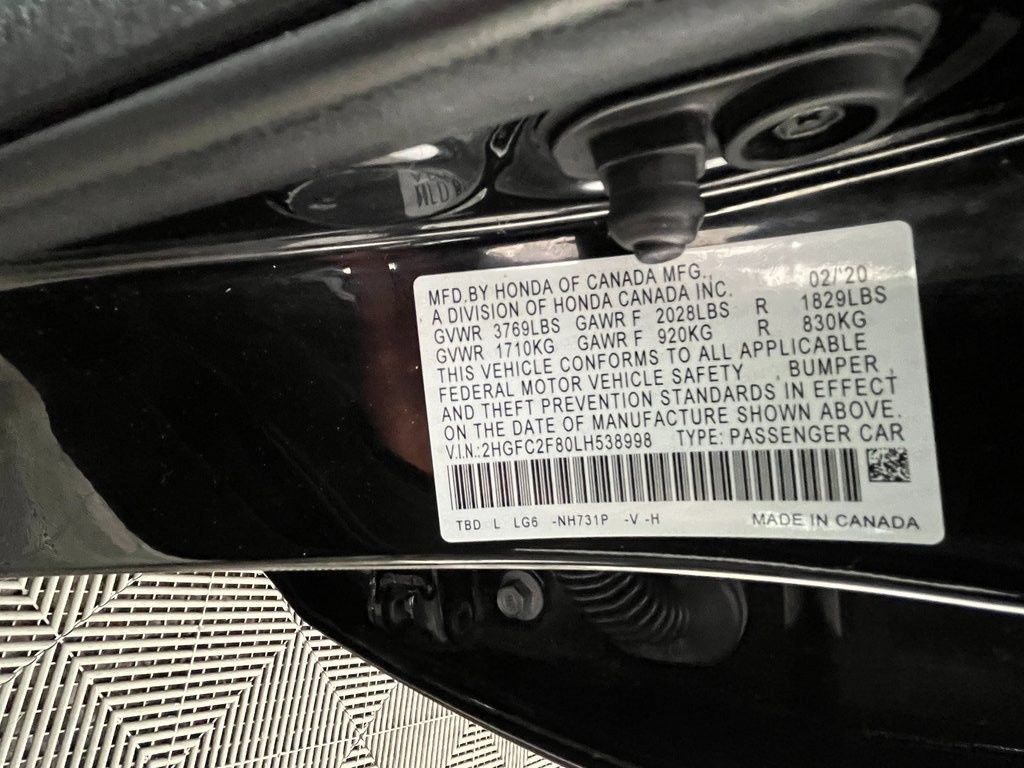 MFD.BY HONDA OF CANADA MFG., 02/'20
A DIVISION OF HONDA CANADA INC.
GVWR 3769LBS GAWR F 2028LBS R 1829LBS
GVWR 1710KG GAWR F 920KG R 830KG
THIS VEHICLE CONFORMS TO ALL APPLICABLE
FEDERAL MOTOR VEHICLE SAFETY , BUMPER ,
AND THEFT PREVENTION STANDARDS IN EFFECT
ON THE DATE OF MANUFACTURE SHOWN ABOVE.
V.I.N.:2HGFC2F80LH538998 TYPE: PASSENGER CAR
TBD L LG6 -NH731P -V -H MADE IN CANADA